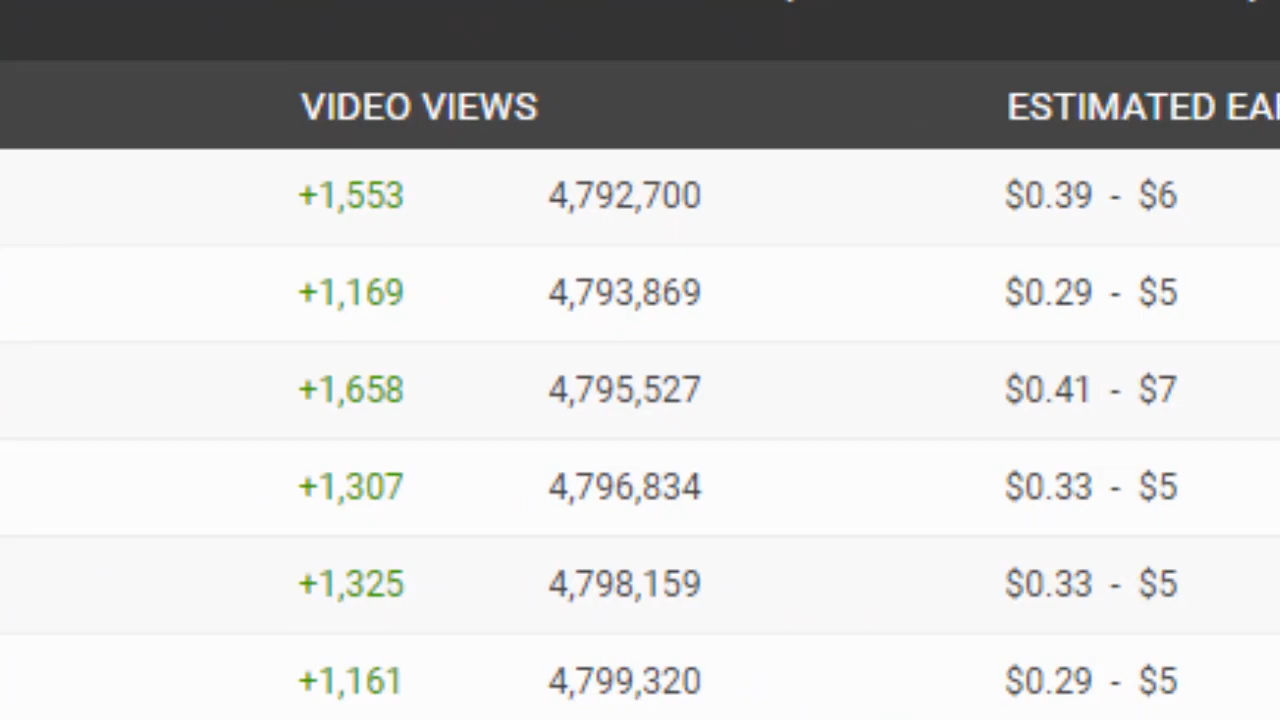 VIDEO VIEWS ESTIMATED
+1,553 4,792,700 $0.39 - $6
+1,169 4,793,869 $0.29 - $5
+1,658 4,795,527 $0.41 - $7
+1,307 4,796,834 $0.33 - $5
+1,325 4,798,159 $0.33 - $5
+1,161 4,799,320 $0.29 - $5